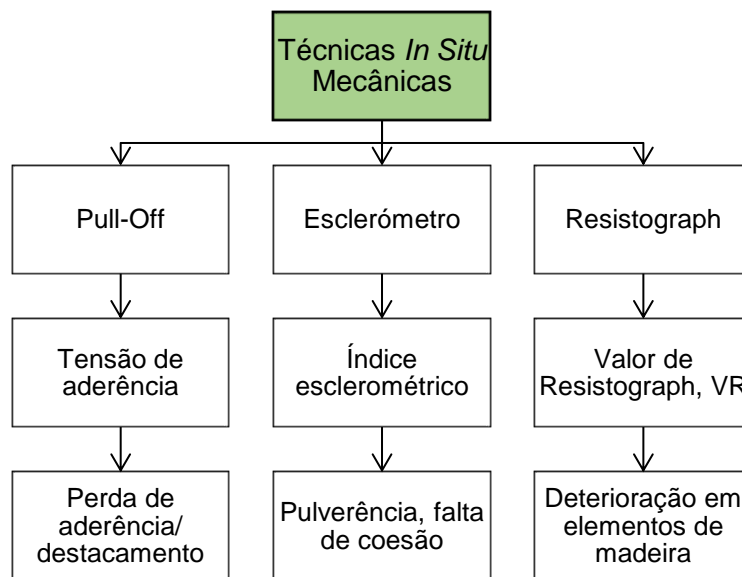 Técnicas In Situ
Mecânicas
Pull-Off
Esclerómetro
Resistograph
Tensão de
aderência
Índice
esclerométrico
Valor de
Resistograph, VR
Perda de
aderência/
destacamento
Pulverência, falta
de coesão
Deterioração em
elementos de
madeira